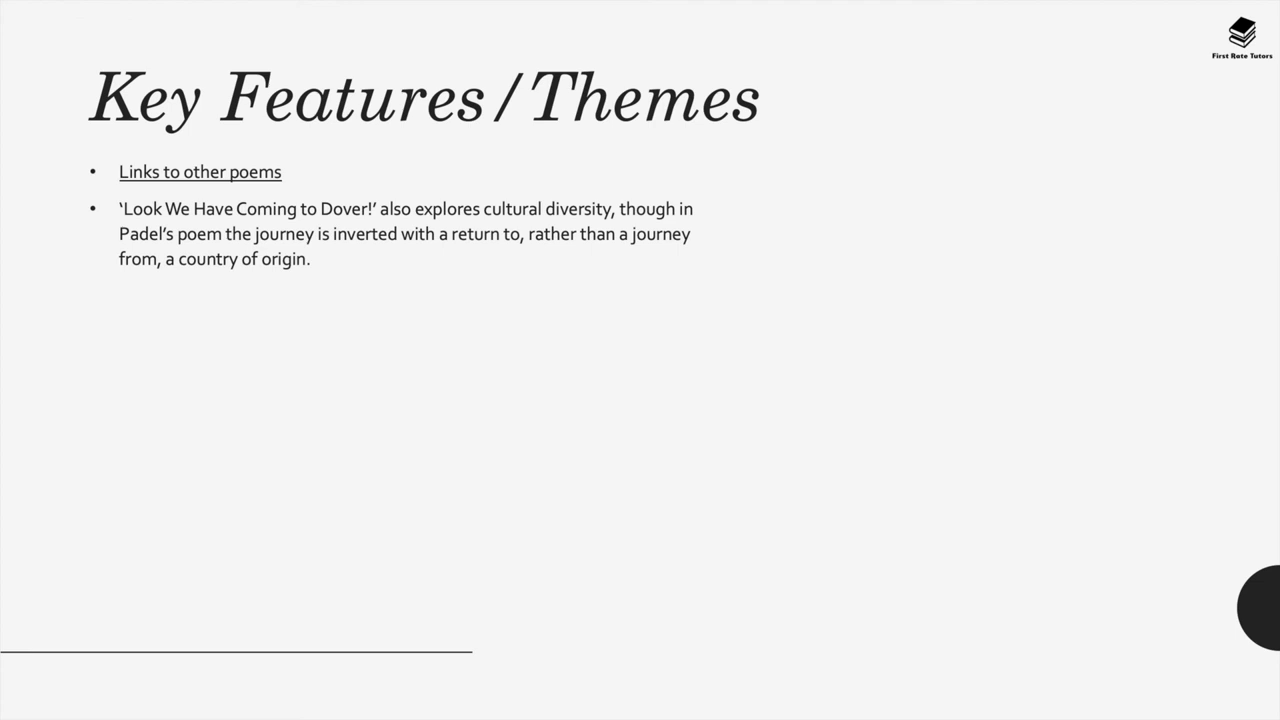 First Rate Tutors
Key Features/Themes
• Links to other poems
• ‘Look We Have Coming to Dover!’ also explores cultural diversity, though in
Padel’s poem the journey is inverted with a return to, rather than a journey
from, a country of origin.